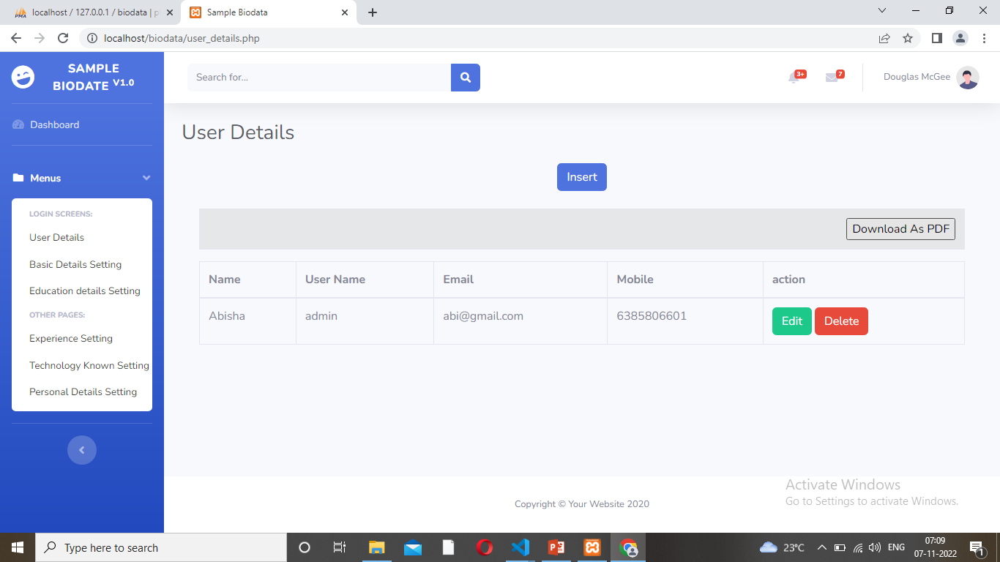 localhost / 127.0.0.1 / biodata | p
Sample Biodata
localhost/biodata/user_details.php
SAMPLE
BIODATE V1.0
Search for...
3+
7
Douglas McGee
Dashboard
User Details
Insert
Menus
LOGIN SCREENS:
User Details
Basic Details Setting
Education details Setting
OTHER PAGES:
Experience Setting
Technology Known Setting
Personal Details Setting
Download As PDF
Name User Name Email Mobile action
Abisha admin abi@gmail.com 6385806601 Edit Delete
Activate Windows
Go to Settings to activate Windows.
Copyright © Your Website 2020
Type here to search
23°C
ENG
07:09
07-11-2022
1